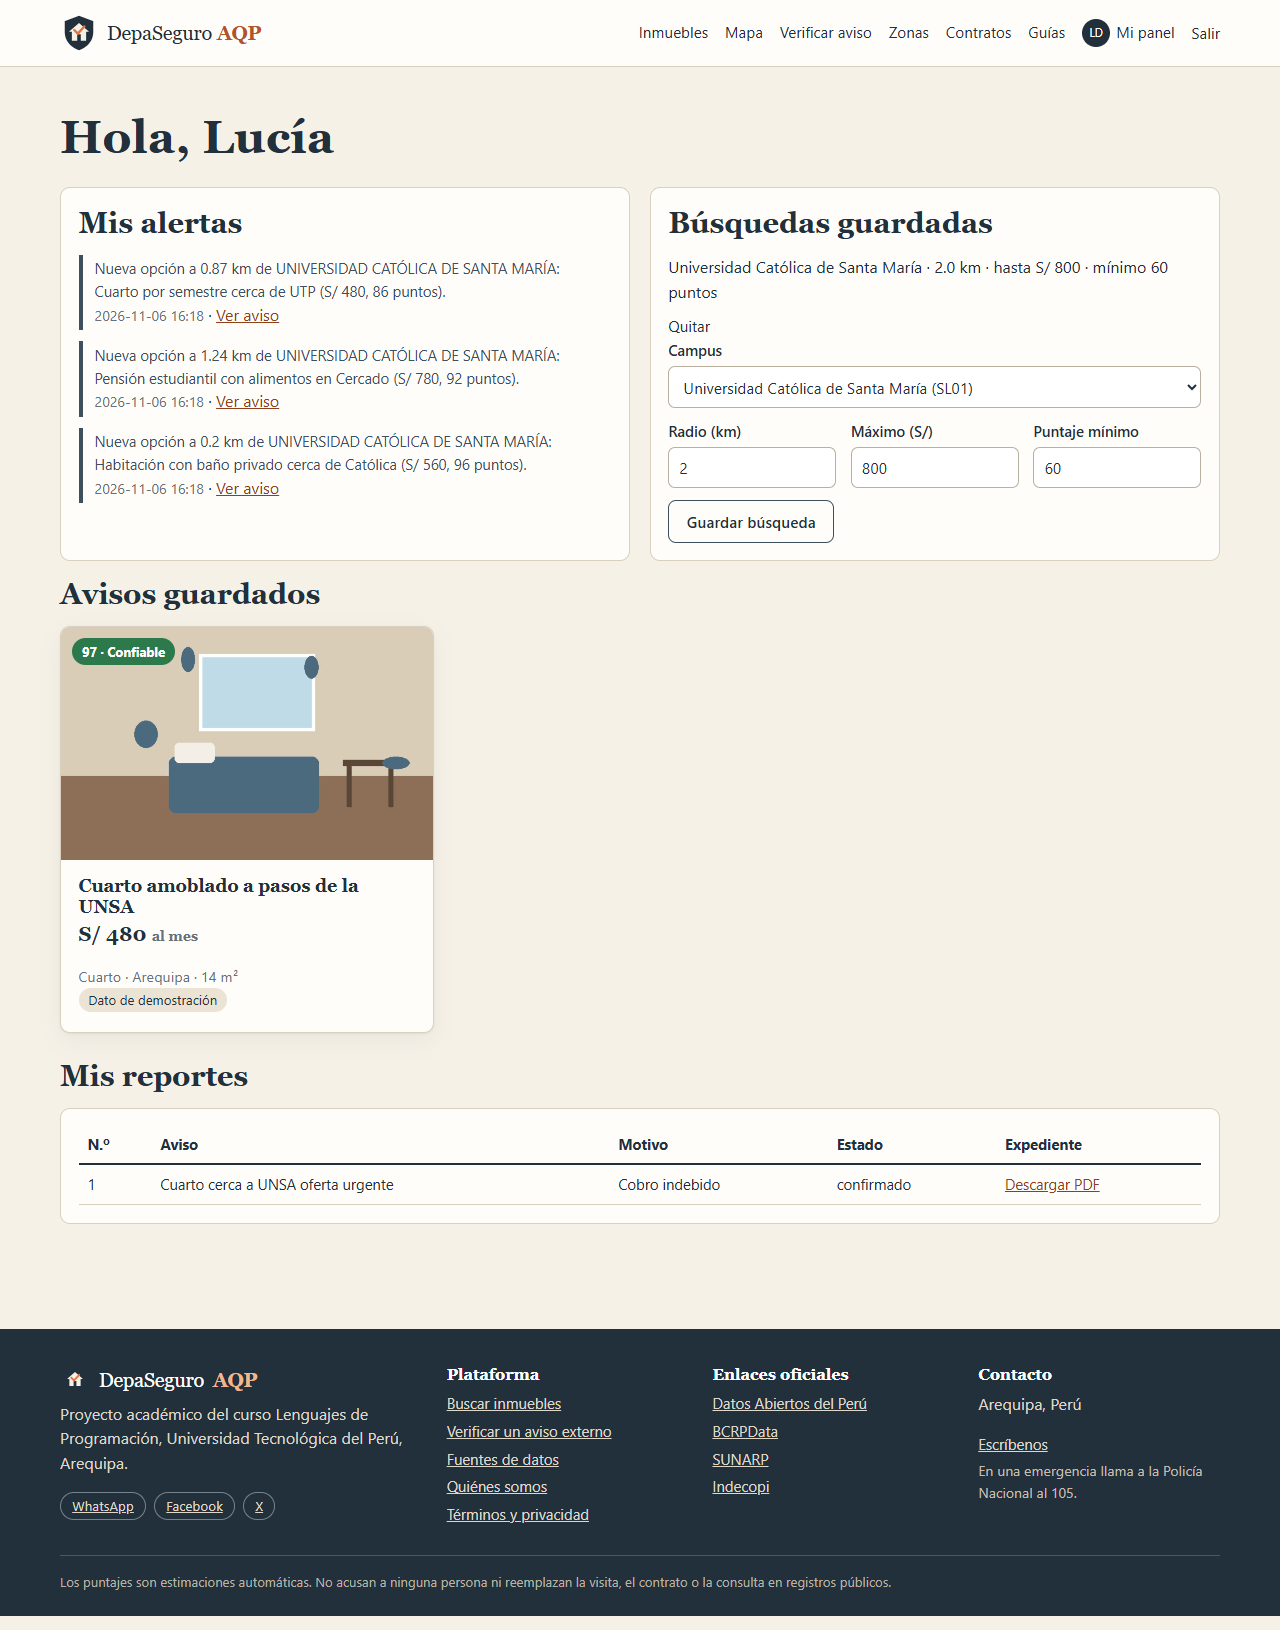 DepaSeguro AQP
Inmuebles Mapa Verificar aviso Zonas Contratos Guías LD Mi panel Salir
Hola, Lucía
Mis alertas
Nueva opción a 0.87 km de UNIVERSIDAD CATÓLICA DE SANTA MARÍA:
Cuarto por semestre cerca de UTP (S/ 480, 86 puntos).
2026-11-06 16:18 · Ver aviso
Nueva opción a 1.24 km de UNIVERSIDAD CATÓLICA DE SANTA MARÍA:
Pensión estudiantil con alimentos en Cercado (S/ 780, 92 puntos).
2026-11-06 16:18 · Ver aviso
Nueva opción a 0.2 km de UNIVERSIDAD CATÓLICA DE SANTA MARÍA:
Habitación con baño privado cerca de Católica (S/ 560, 96 puntos).
2026-11-06 16:18 · Ver aviso
Búsquedas guardadas
Universidad Católica de Santa María · 2.0 km · hasta S/ 800 · mínimo 60
puntos
Quitar
Campus
Universidad Católica de Santa María (SL01)
Radio (km) Máximo (S/) Puntaje mínimo
2 800 60
Guardar búsqueda
Avisos guardados
97 · Confiable
Cuarto amoblado a pasos de la
UNSA
S/ 480 al mes
Cuarto · Arequipa · 14 m²
Dato de demostración
Mis reportes
N.º Aviso Motivo Estado Expediente
1 Cuarto cerca a UNSA oferta urgente Cobro indebido confirmado Descargar PDF
DepaSeguro AQP
Proyecto académico del curso Lenguajes de
Programación, Universidad Tecnológica del Perú,
Arequipa.
WhatsApp Facebook X
Plataforma
Buscar inmuebles
Verificar un aviso externo
Fuentes de datos
Quiénes somos
Términos y privacidad
Enlaces oficiales
Datos Abiertos del Perú
BCRPData
SUNARP
Indecopi
Contacto
Arequipa, Perú
Escríbenos
En una emergencia llama a la Policía
Nacional al 105.
Los puntajes son estimaciones automáticas. No acusan a ninguna persona ni reemplazan la visita, el contrato o la consulta en registros públicos.